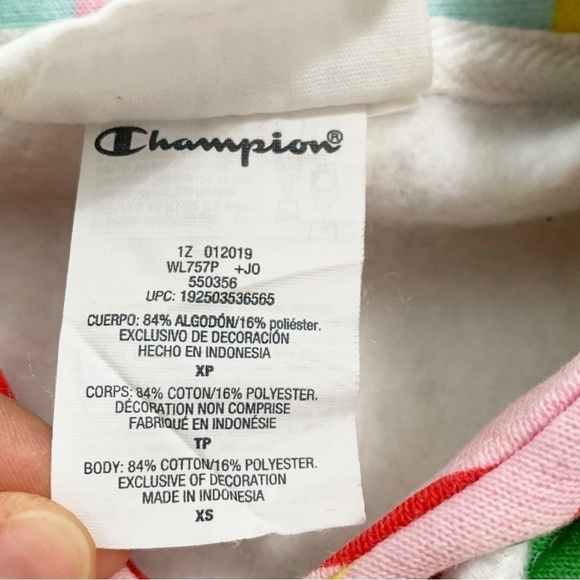 Champion®
1Z 012019
WL757P +JO
550356
UPC: 192503536565
CUERPO: 84% ALGODÓN/16% poliéster.
EXCLUSIVO DE DECORACIÓN
HECHO EN INDONESIA
XP
CORPS: 84% COTON/16% POLYESTER.
DÉCORATION NON COMPRISE
FABRIQUÉ EN INDONÉSIE
TP
BODY: 84% COTTON/16% POLYESTER.
EXCLUSIVE OF DECORATION
MADE IN INDONESIA
XS